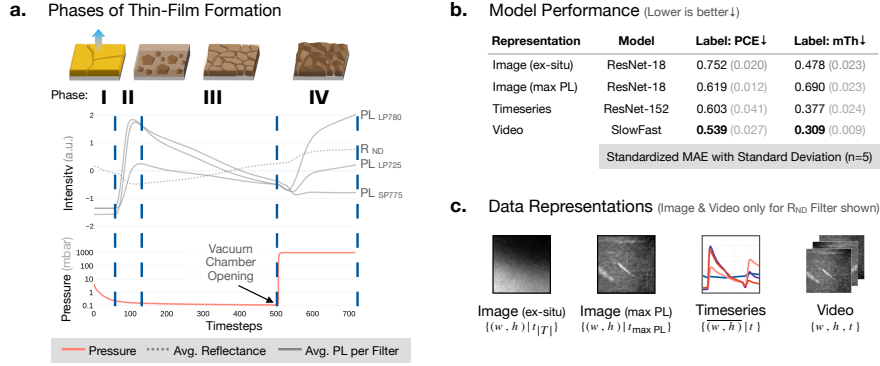 a. Phases of Thin-Film Formation
Phase: I II III IV
PL LP780
R ND
PL LP725
PL SP775
Intensity (a.u.)
2
1
0
−1
−2
Pressure (mbar)
1000
100
10
1
0.1
Vacuum
Chamber
Opening
0 100 200 300 400 500 600 700
Timesteps
Pressure Avg. Reflectance Avg. PL per Filter
b. Model Performance (Lower is better↓)
Representation Model Label: PCE↓ Label: mTh↓
Image (ex-situ) ResNet-18 0.752 (0.020) 0.478 (0.023)
Image (max PL) ResNet-18 0.619 (0.012) 0.690 (0.023)
Timeseries ResNet-152 0.603 (0.041) 0.377 (0.024)
Video SlowFast 0.539 (0.027) 0.309 (0.009)
Standardized MAE with Standard Deviation (n=5)
c. Data Representations (Image & Video only for RND Filter shown)
Image (ex-situ) Image (max PL) Timeseries Video
{(w, h) | t|T|} {(w, h) | tmax PL} {(w, h) | t} {w, h, t}